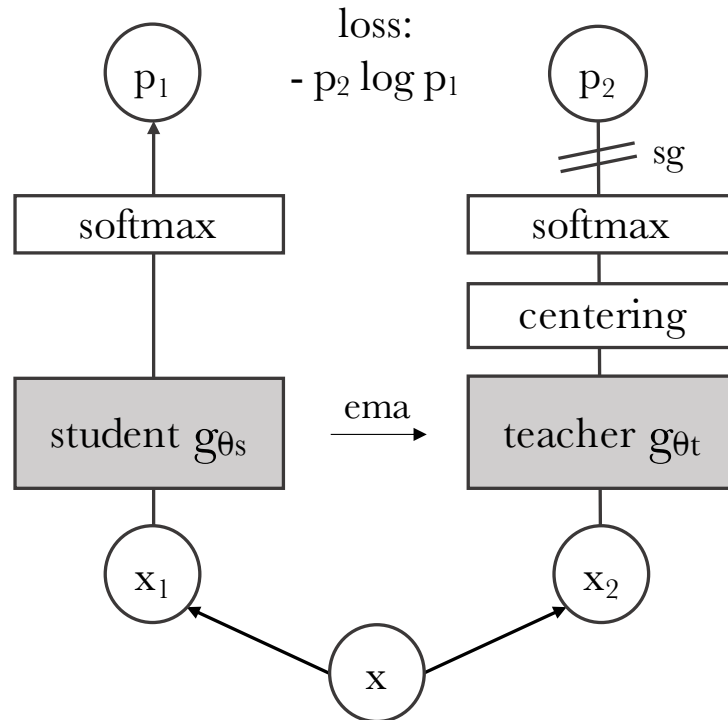 loss:
- p₂ log p₁
p₁
p₂
sg
softmax
softmax
centering
student gθs
ema
teacher gθt
x₁
x₂
x